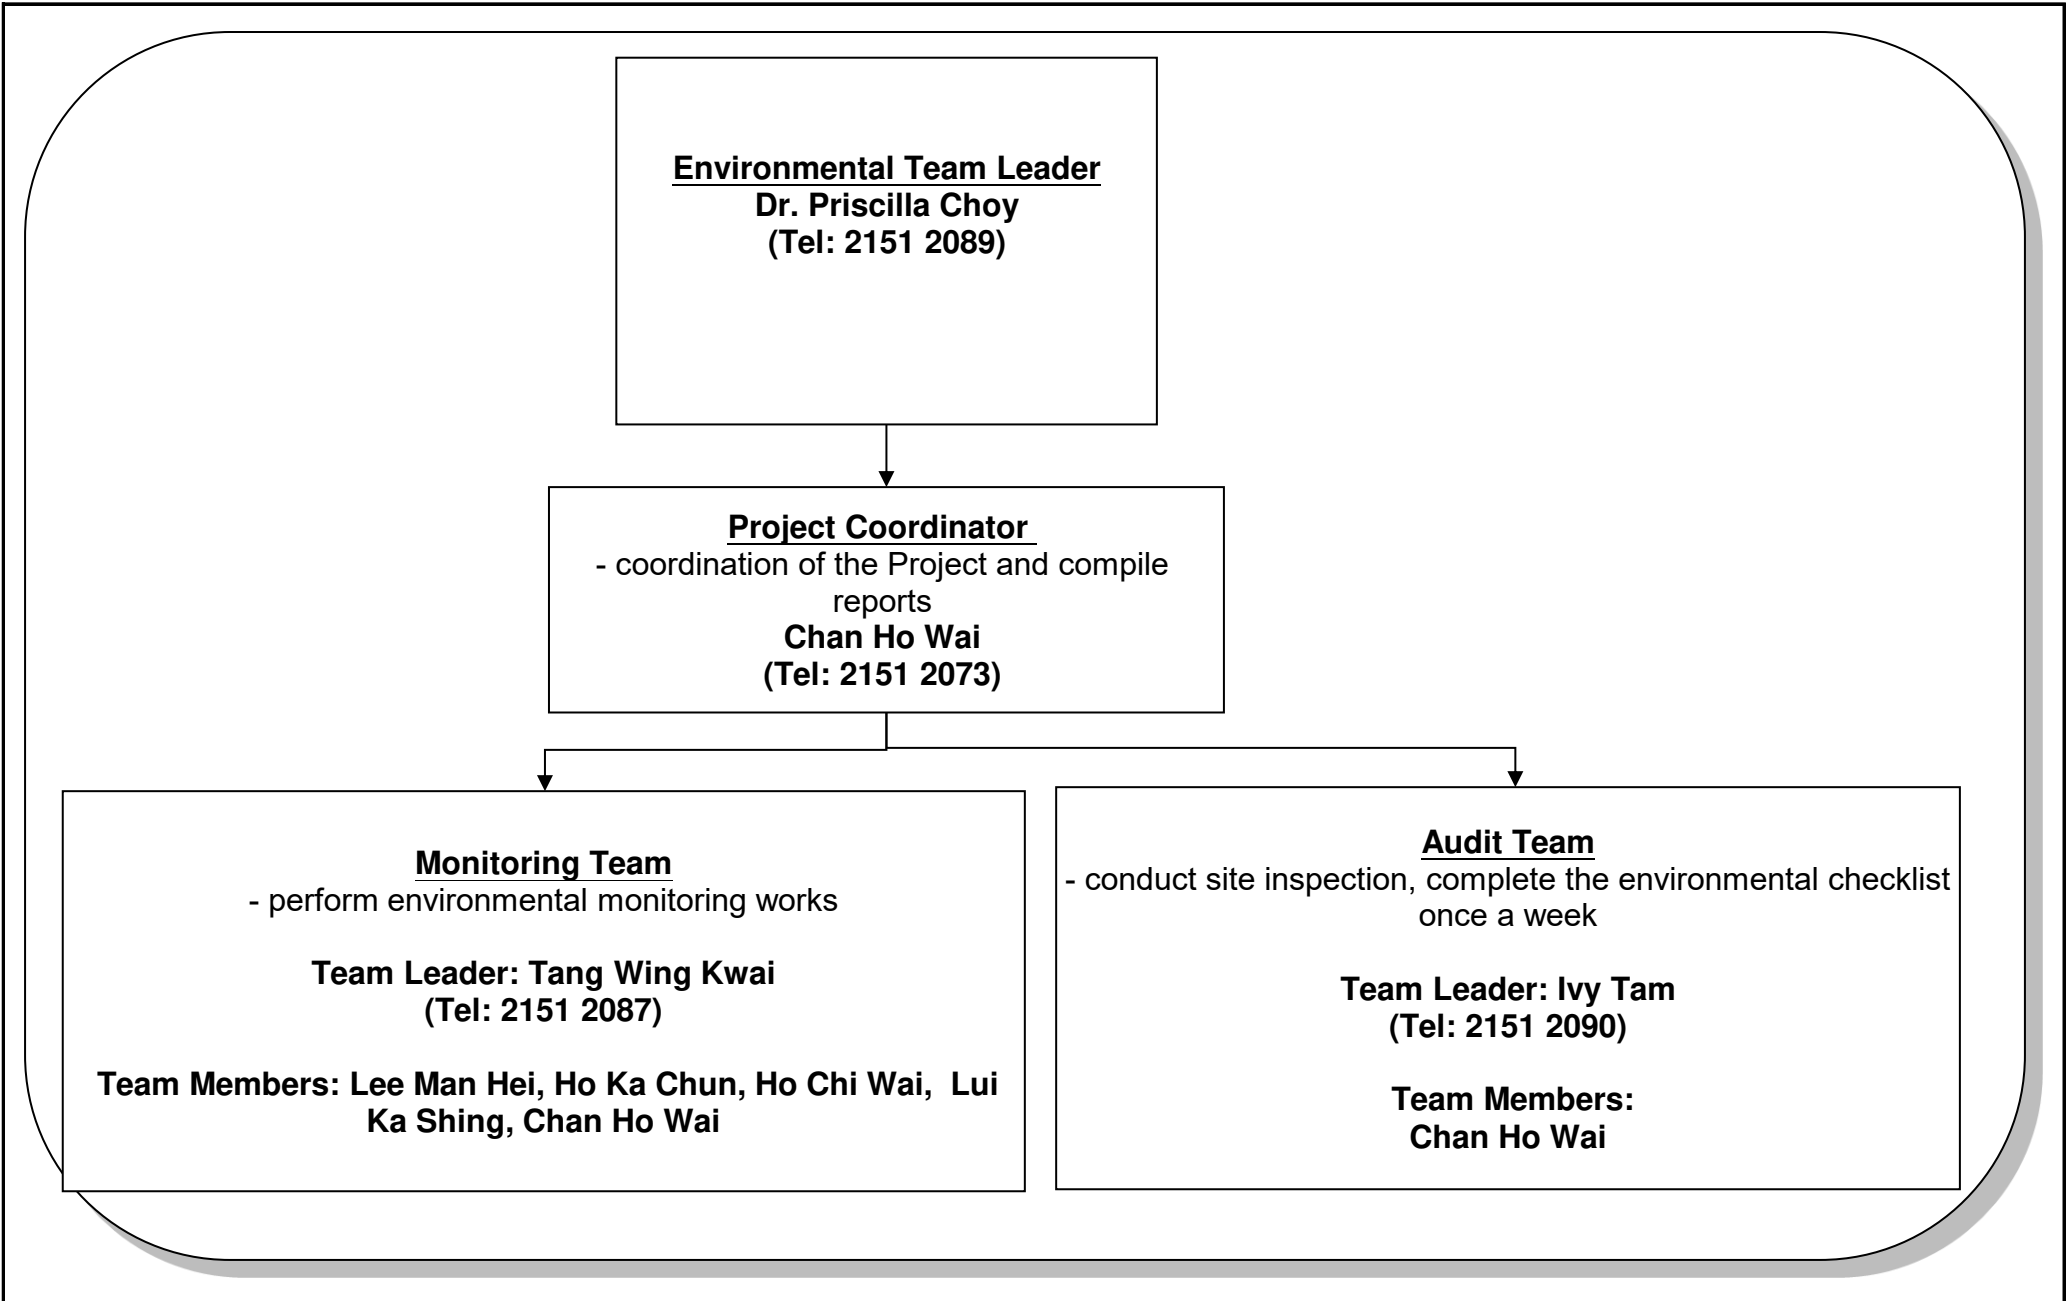 Environmental Team Leader
Dr. Priscilla Choy
(Tel: 2151 2089)
Project Coordinator
- coordination of the Project and compile
reports
Chan Ho Wai
(Tel: 2151 2073)
Monitoring Team
- perform environmental monitoring works
Team Leader: Tang Wing Kwai
(Tel: 2151 2087)
Team Members: Lee Man Hei, Ho Ka Chun, Ho Chi Wai, Lui
Ka Shing, Chan Ho Wai
Audit Team
- conduct site inspection, complete the environmental checklist
once a week
Team Leader: Ivy Tam
(Tel: 2151 2090)
Team Members:
Chan Ho Wai